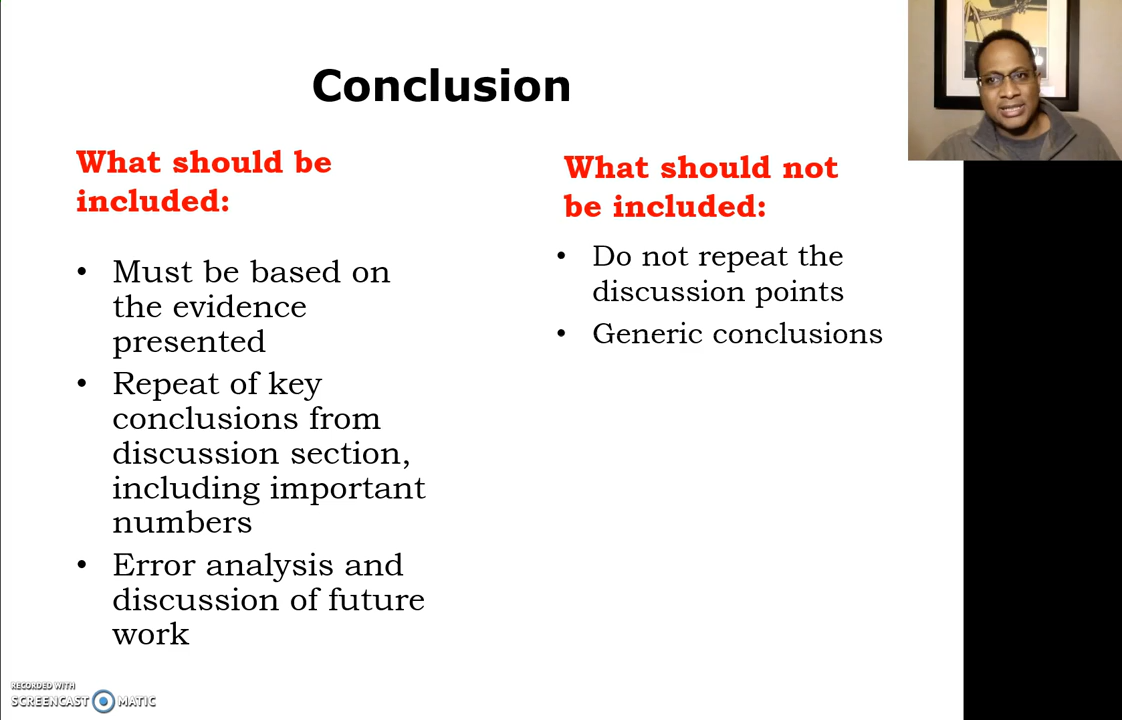 Conclusion
What should be
included:
• Must be based on
the evidence
presented
• Repeat of key
conclusions from
discussion section,
including important
numbers
• Error analysis and
discussion of future
work
What should not
be included:
• Do not repeat the
discussion points
• Generic conclusions
RECORDED WITH
SCREENCAST MATIC